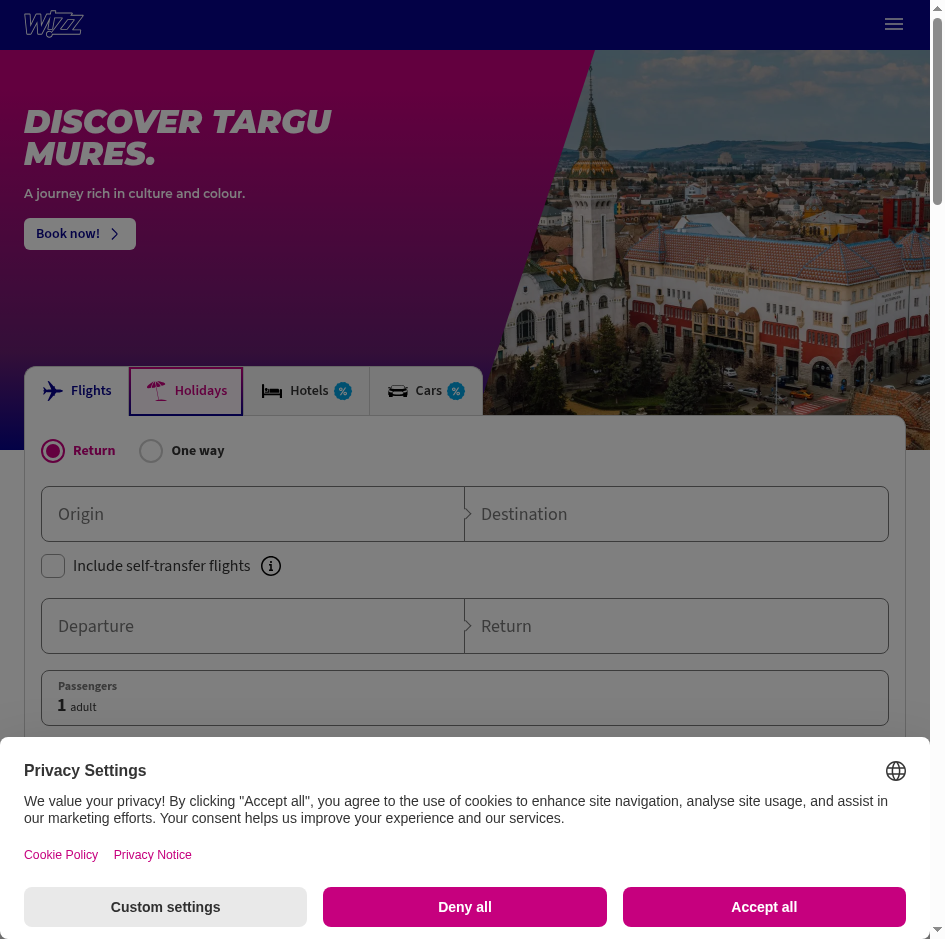 WIZZ
DISCOVER TARGU
MURES.
A journey rich in culture and colour.
Book now!
Flights
Holidays
Hotels %
Cars %
Return
One way
Origin
Destination
Include self-transfer flights
Departure
Return
Passengers
1 adult
Privacy Settings
We value your privacy! By clicking "Accept all", you agree to the use of cookies to enhance site navigation, analyse site usage, and assist in
our marketing efforts. Your consent helps us improve your experience and our services.
Cookie Policy Privacy Notice
Custom settings
Deny all
Accept all